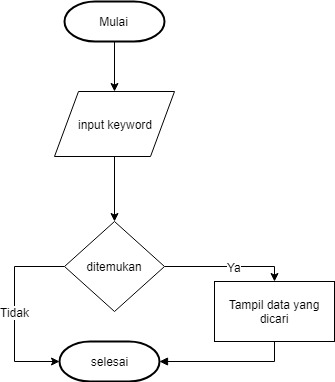 Mulai
input keyword
ditemukan
Ya
Tidak
Tampil data yang
dicari
selesai